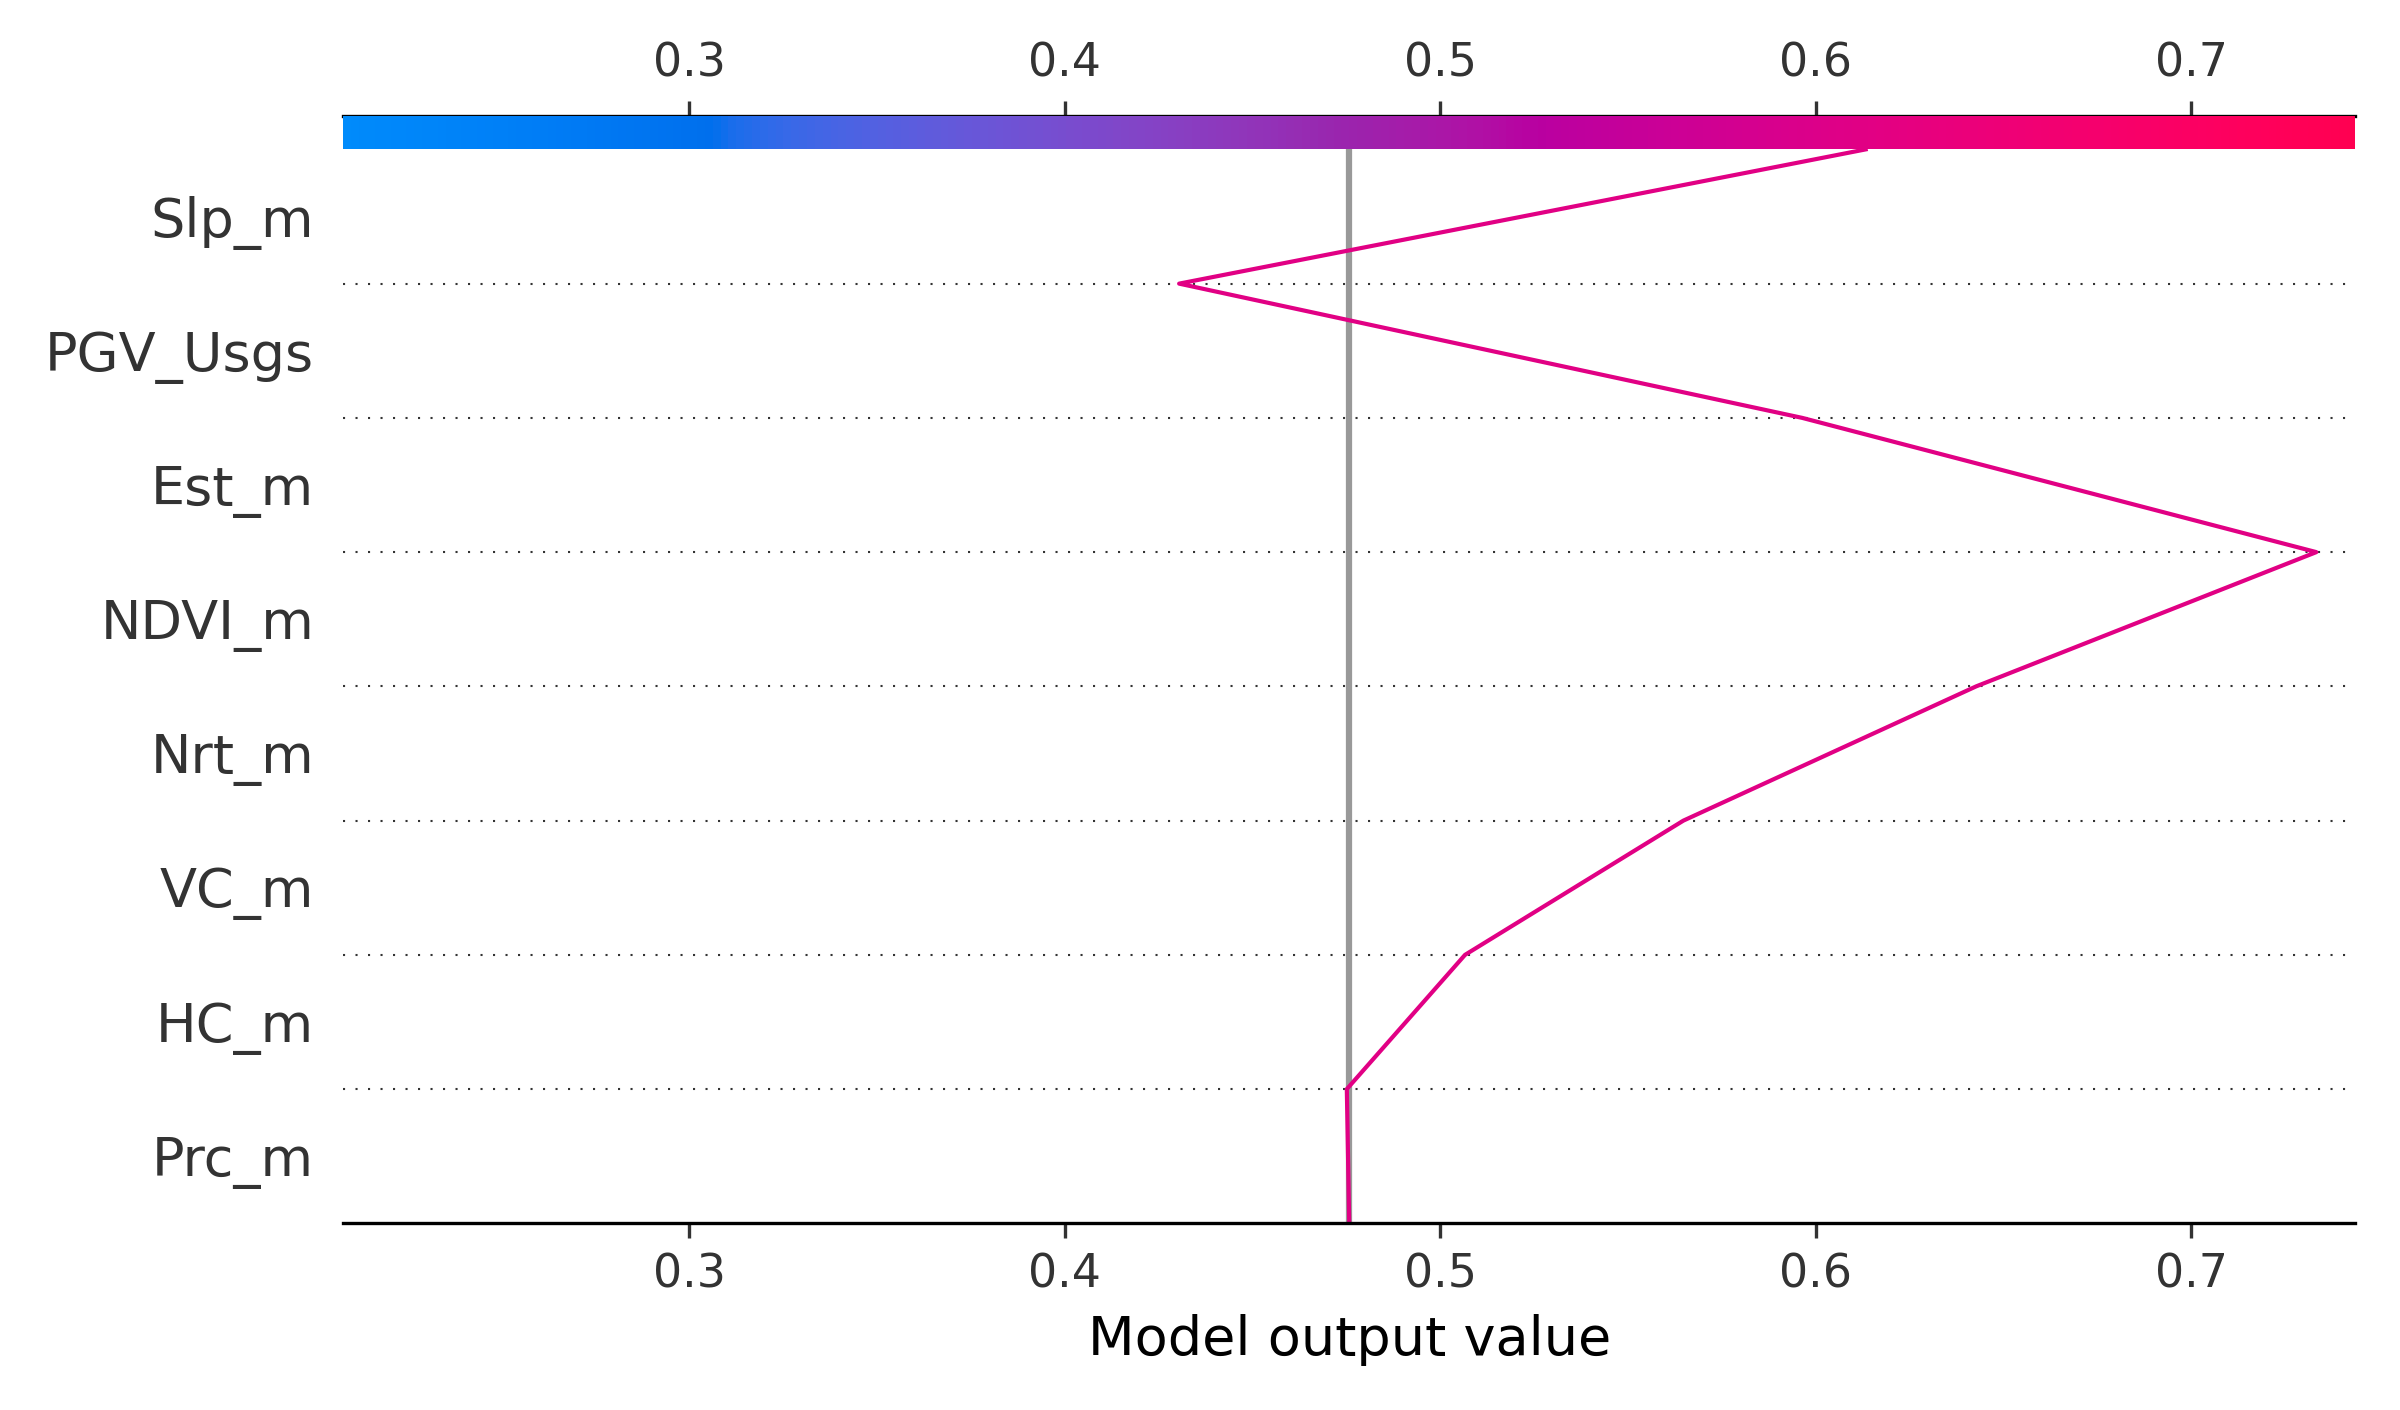 0.3 0.4 0.5 0.6 0.7
Slp_m
PGV_Usgs
Est_m
NDVI_m
Nrt_m
VC_m
HC_m
Prc_m
0.3 0.4 0.5 0.6 0.7
Model output value